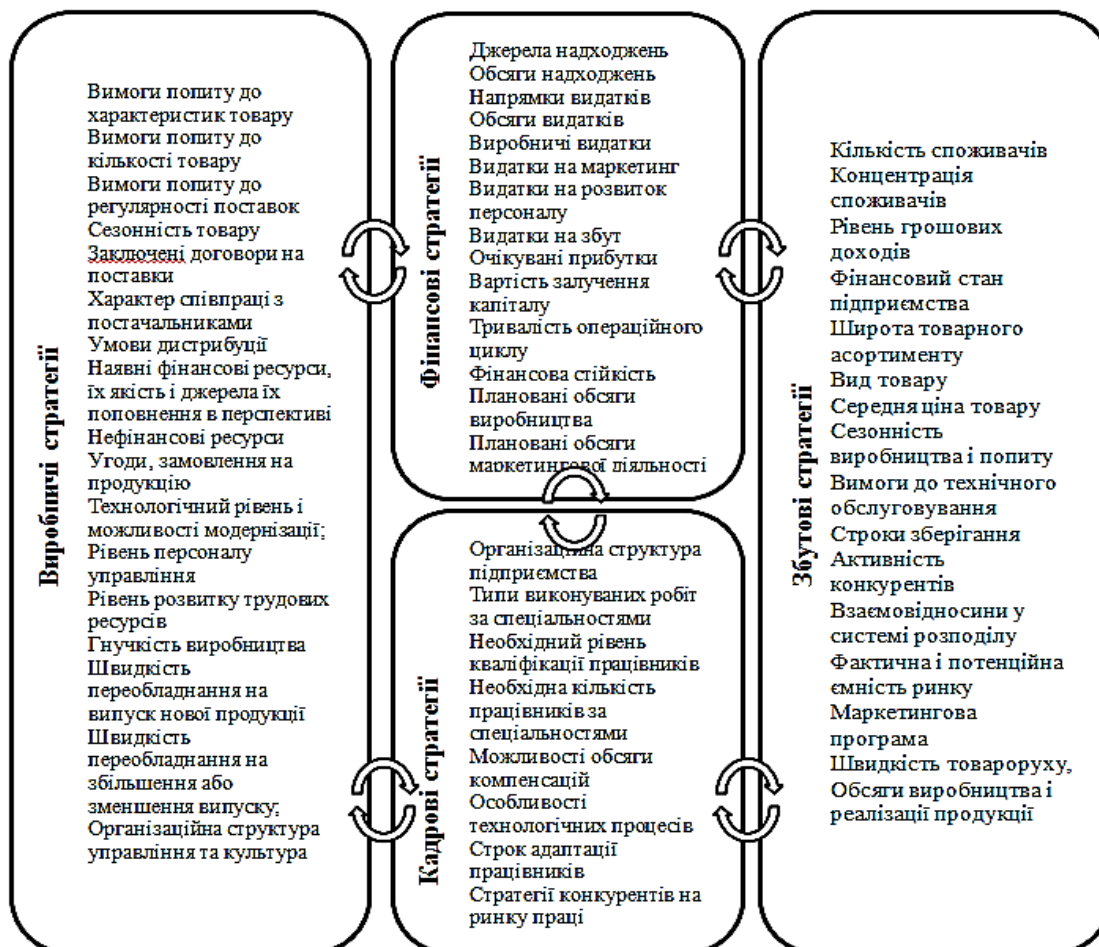 Виробничі стратегії
Вимоги попиту до
характеристик товару
Вимоги попиту до
кількості товару
Вимоги попиту до
регулярності поставок
Сезонність товару
Заключені договори на
поставки
Характер співпраці з
постачальниками
Умови дистрибуції
Наявні фінансові ресурси,
їх якість і джерела їх
поповнення в перспективі
Нефінансові ресурси
Угоди, замовлення на
продукцію
Технологічний рівень і
можливості модернізації;
Рівень персоналу
управління
Рівень розвитку трудових
ресурсів
Гнучкість виробництва
Швидкість
переобладнання на
випуск нової продукції
Швидкість
переобладнання на
збільшення або
зменшення випуску;
Організаційна структура
управління та культура
Фінансові стратегії
Джерела надходжень
Обсяги надходжень
Напрямки видатків
Обсяги видатків
Виробничі видатки
Видатки на маркетинг
Видатки на розвиток
персоналу
Видатки на збут
Очікувані прибутки
Вартість залучення
капіталу
Тривалість операційного
циклу
Фінансова стійкість
Плановані обсяги
виробництва
Плановані обсяги
маркетингової діяльності
Кадрові стратегії
Організаційна структура
підприємства
Типи виконуваних робіт
за спеціальностями
Необхідний рівень
кваліфікації працівників
Необхідна кількість
працівників за
спеціальностями
Можливості обсяги
компенсацій
Особливості
технологічних процесів
Строк адаптації
працівників
Стратегії конкурентів на
ринку праці
Збутові стратегії
Кількість споживачів
Концентрація
споживачів
Рівень грошових
доходів
Фінансовий стан
підприємства
Широта товарного
асортименту
Вид товару
Середня ціна товару
Сезонність
виробництва і попиту
Вимоги до технічного
обслуговування
Строки зберігання
Активність
конкурентів
Взаємовідносини у
системі розподілу
Фактична і потенційна
ємність ринку
Маркетингова
програма
Швидкість товароруху,
Обсяги виробництва і
реалізації продукції